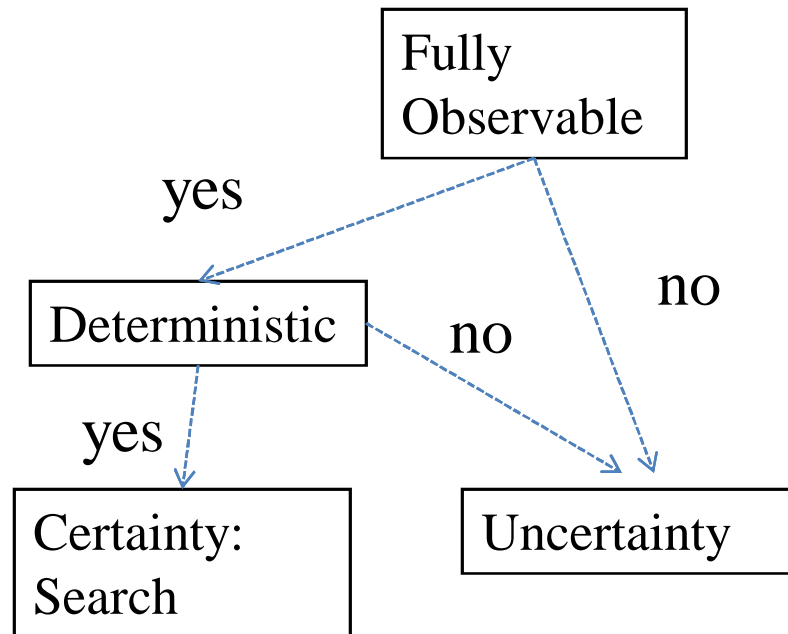 Fully
Observable
yes
no
Deterministic
no
yes
Certainty:
Search
Uncertainty